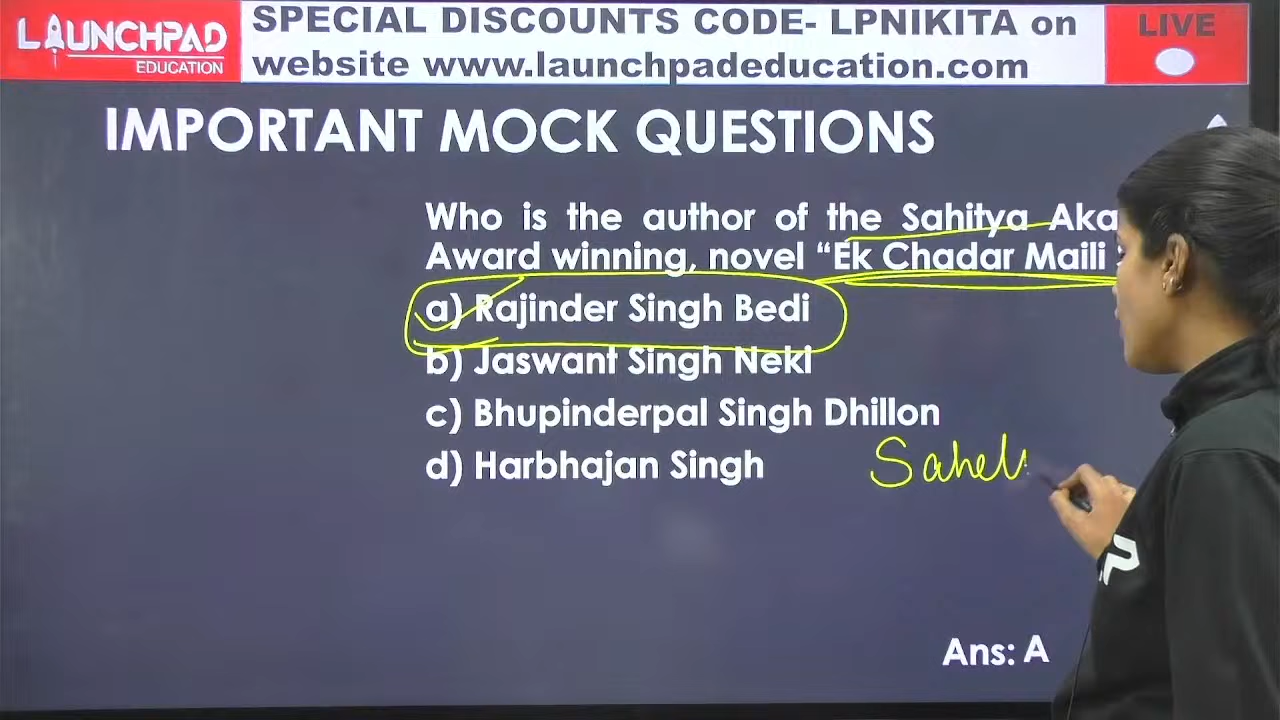 LAUNCHPAD
EDUCATION
SPECIAL DISCOUNTS CODE- LPNIKITA on
website www.launchpadeducation.com
LIVE
IMPORTANT MOCK QUESTIONS
Who is the author of the Sahitya Aka
Award winning, novel “Ek Chadar Maili
a) Rajinder Singh Bedi
b) Jaswant Singh Neki
c) Bhupinderpal Singh Dhillon
d) Harbhajan Singh
Sahel
Ans: A